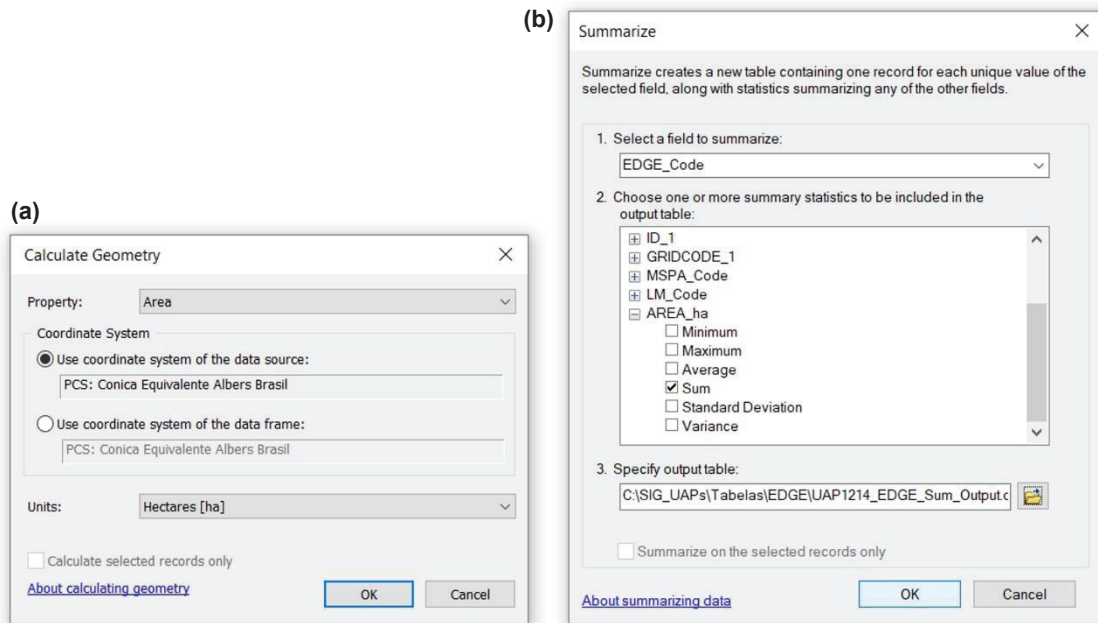 (a)
Calculate Geometry
Property:
Area
Coordinate System
Use coordinate system of the data source:
PCS: Conica Equivalente Albers Brasil
Use coordinate system of the data frame:
PCS: Conica Equivalente Albers Brasil
Units:
Hectares [ha]
Calculate selected records only
About calculating geometry
OK
Cancel
(b)
Summarize
Summarize creates a new table containing one record for each unique value of the
selected field, along with statistics summarizing any of the other fields.
1. Select a field to summarize:
EDGE_Code
2. Choose one or more summary statistics to be included in the
output table:
ID_1
GRIDCODE_1
MSPA_Code
LM_Code
AREA_ha
Minimum
Maximum
Average
Sum
Standard Deviation
Variance
3. Specify output table:
C:\SIG_UAPs\Tabelas\EDGE\UAP1214_EDGE_Sum_Output.c
Summarize on the selected records only
About summarizing data
OK
Cancel